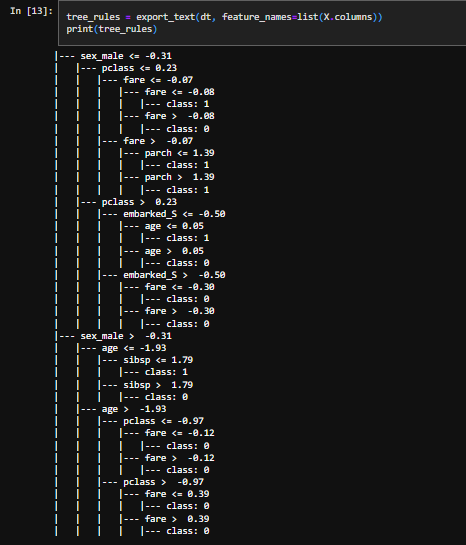 In [13]:
tree_rules = export_text(dt, feature_names=list(X.columns))
print(tree_rules)
|--- sex_male <= -0.31
|   |--- pclass <= 0.23
|   |   |--- fare <= -0.07
|   |   |   |--- fare <= -0.08
|   |   |   |   |--- class: 1
|   |   |   |--- fare >  -0.08
|   |   |   |   |--- class: 0
|   |   |--- fare >  -0.07
|   |   |   |--- parch <= 1.39
|   |   |   |   |--- class: 1
|   |   |   |--- parch >  1.39
|   |   |   |   |--- class: 1
|   |--- pclass >  0.23
|   |   |--- embarked_S <= -0.50
|   |   |   |--- age <= 0.05
|   |   |   |   |--- class: 1
|   |   |   |--- age >  0.05
|   |   |   |   |--- class: 0
|   |   |--- embarked_S >  -0.50
|   |   |   |--- fare <= -0.30
|   |   |   |   |--- class: 0
|   |   |   |--- fare >  -0.30
|   |   |   |   |--- class: 0
|--- sex_male >  -0.31
|   |--- age <= -1.93
|   |   |--- sibsp <= 1.79
|   |   |   |--- class: 1
|   |   |--- sibsp >  1.79
|   |   |   |--- class: 0
|   |--- age >  -1.93
|   |   |--- pclass <= -0.97
|   |   |   |--- fare <= -0.12
|   |   |   |   |--- class: 0
|   |   |   |--- fare >  -0.12
|   |   |   |   |--- class: 0
|   |   |--- pclass >  -0.97
|   |   |   |--- fare <= 0.39
|   |   |   |   |--- class: 0
|   |   |   |--- fare >  0.39
|   |   |   |   |--- class: 0